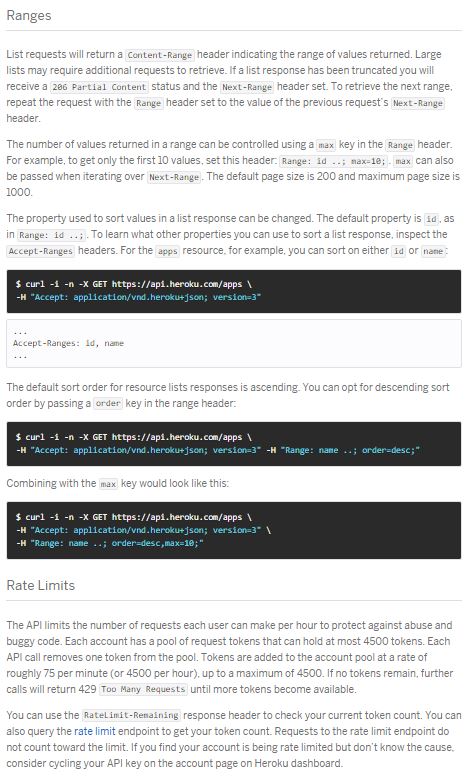 Ranges
List requests will return a Content-Range header indicating the range of values returned. Large
lists may require additional requests to retrieve. If a list response has been truncated you will
receive a 206 Partial Content status and the Next-Range header set. To retrieve the next range,
repeat the request with the Range header set to the value of the previous request's Next-Range
header.
The number of values returned in a range can be controlled using a max key in the Range header.
For example, to get only the first 10 values, set this header: Range: id ..; max=10;. max can also
be passed when iterating over Next-Range. The default page size is 200 and maximum page size is
1000.
The property used to sort values in a list response can be changed. The default property is id, as
in Range: id ..;. To learn what other properties you can use to sort a list response, inspect the
Accept-Ranges headers. For the apps resource, for example, you can sort on either id or name:
$ curl -i -n -X GET https://api.heroku.com/apps \
-H "Accept: application/vnd.heroku+json; version=3"
...
Accept-Ranges: id, name
...
The default sort order for resource lists responses is ascending. You can opt for descending sort
order by passing a order key in the range header:
$ curl -i -n -X GET https://api.heroku.com/apps \
-H "Accept: application/vnd.heroku+json; version=3" -H "Range: name ..; order=desc;"
Combining with the max key would look like this:
$ curl -i -n -X GET https://api.heroku.com/apps \
-H "Accept: application/vnd.heroku+json; version=3" \
-H "Range: name ..; order=desc,max=10;"
Rate Limits
The API limits the number of requests each user can make per hour to protect against abuse and
buggy code. Each account has a pool of request tokens that can hold at most 4500 tokens. Each
API call removes one token from the pool. Tokens are added to the account pool at a rate of
roughly 75 per minute (or 4500 per hour), up to a maximum of 4500. If no tokens remain, further
calls will return 429 Too Many Requests until more tokens become available.
You can use the RateLimit-Remaining response header to check your current token count. You can
also query the rate limit endpoint to get your token count. Requests to the rate limit endpoint do
not count toward the limit. If you find your account is being rate limited but don't know the cause,
consider cycling your API key on the account page on Heroku dashboard.